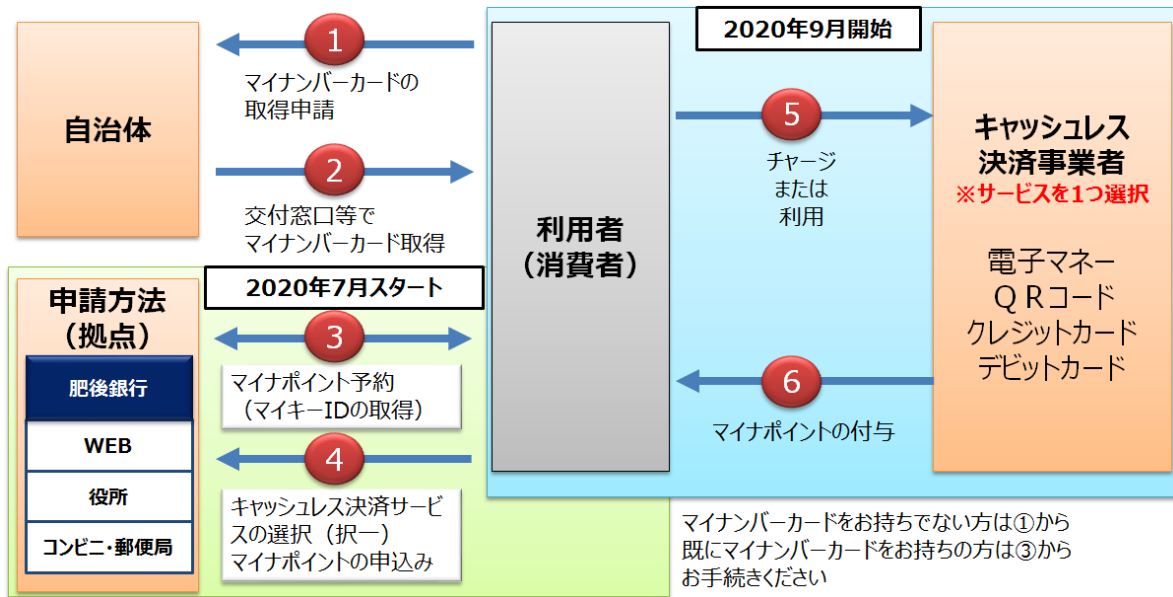 自治体
1
マイナンバーカードの
取得申請
2
交付窓口等で
マイナンバーカード取得
2020年7月スタート
申請方法
（拠点）
肥後銀行
WEB
役所
コンビニ・郵便局
3
マイナポイント予約
（マイキーIDの取得）
4
キャッシュレス決済サービ
スの選択（択一）
マイナポイントの申込み
利用者
（消費者）
2020年9月開始
5
チャージ
または
利用
6
マイナポイントの付与
キャッシュレス
決済事業者
※サービスを1つ選択
電子マネー
ＱＲコード
クレジットカード
デビットカード
マイナンバーカードをお持ちでない方は①から
既にマイナンバーカードをお持ちの方は③から
お手続きください